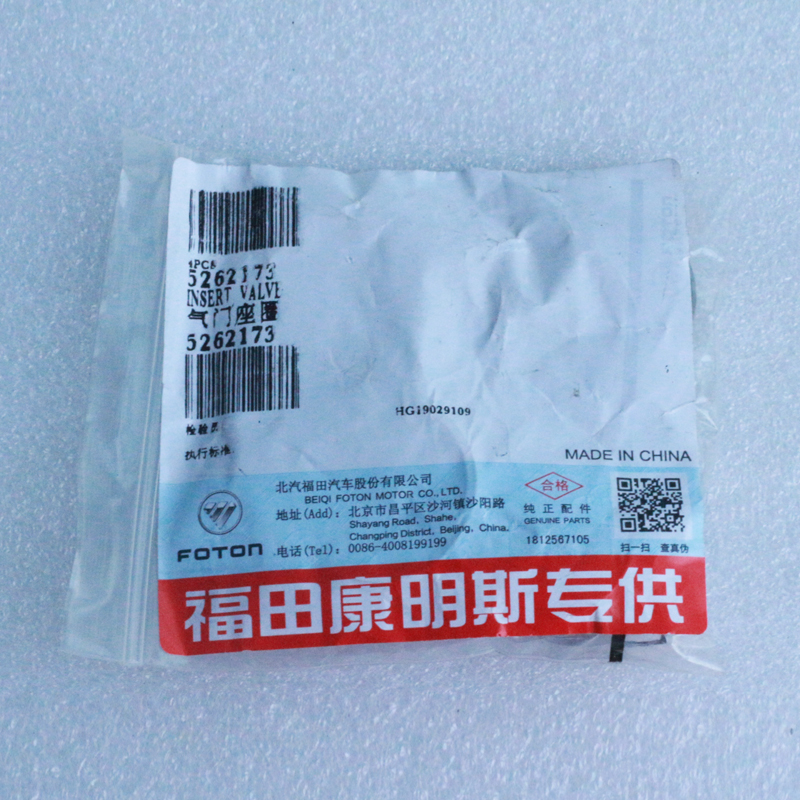 4PCS
5262173
INSERT VALVE
气门座圈
5262173
检验员
执行标准
HG19029109
MADE IN CHINA
FOTON
北汽福田汽车股份有限公司
BEIQI FOTON MOTOR CO., LTD.
地址(Add)：北京市昌平区沙河镇沙阳路
Shayang Road, Shahe,
Changping District, Beijing, China.
电话(Tel)：0086-4008199199
合格
纯正配件
GENUINE PARTS
1812567105
扫一扫 查真伪
福田康明斯专供